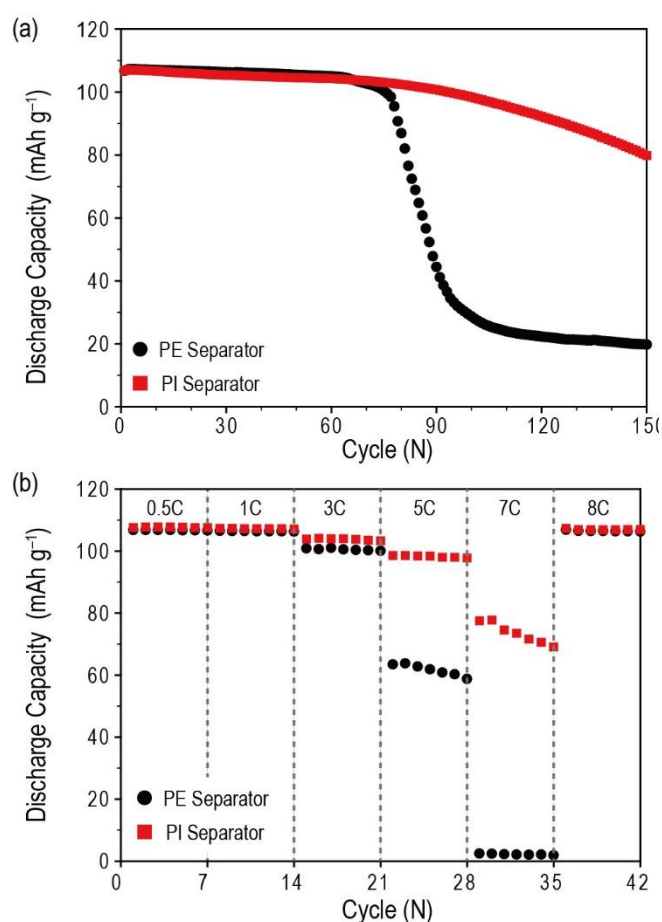 (a)
120
100
80
60
40
20
0
Discharge Capacity (mAh g⁻¹)
PE Separator
PI Separator
0 30 60 90 120 150
Cycle (N)
(b)
120
100
80
60
40
20
0
Discharge Capacity (mAh g⁻¹)
0.5C 1C 3C 5C 7C 8C
PE Separator
PI Separator
0 7 14 21 28 35 42
Cycle (N)